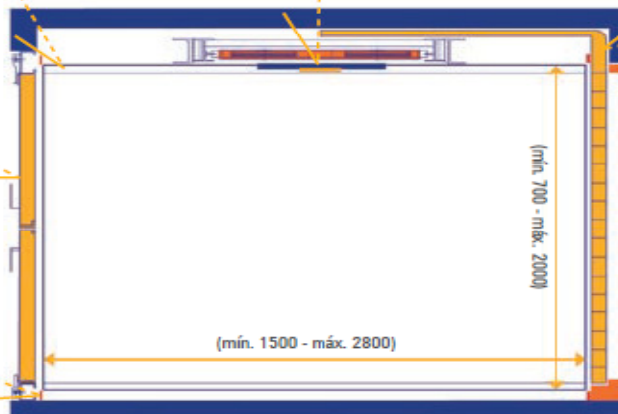 (mín. 700 - máx. 2000)
(mín. 1500 - máx. 2800)